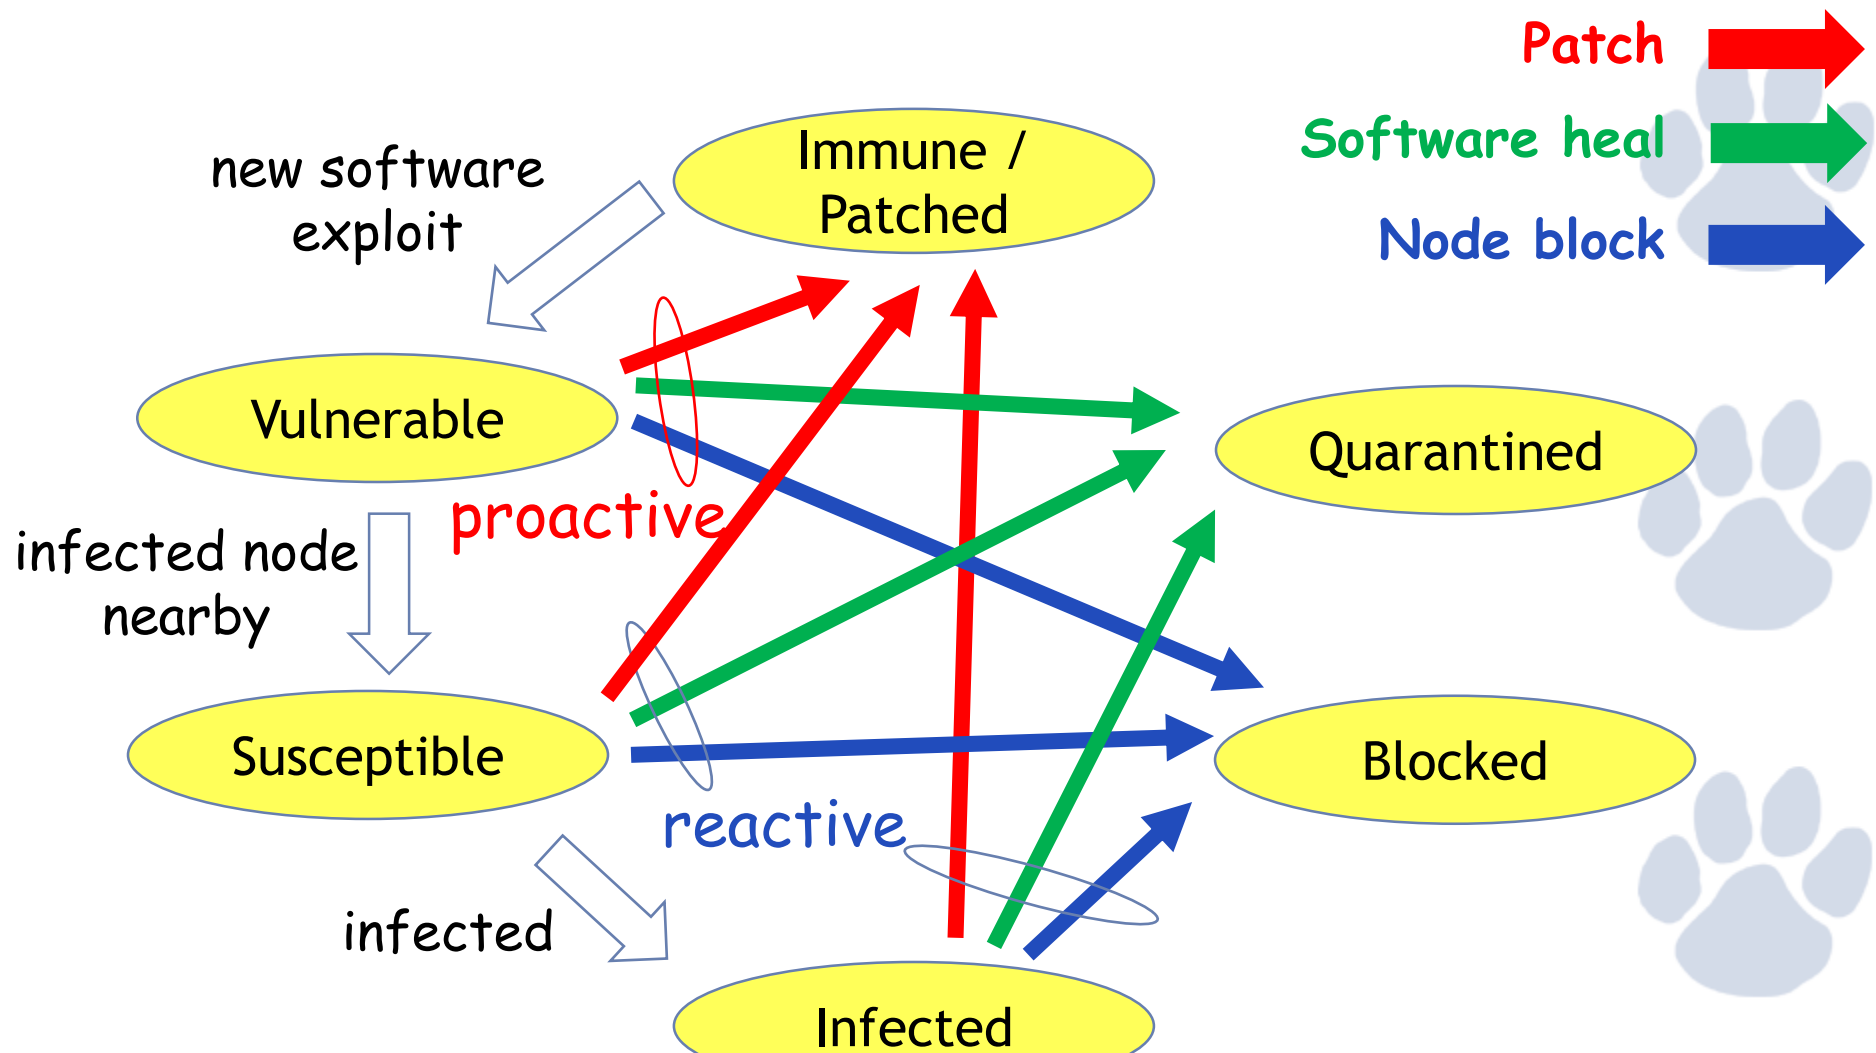 Patch
Software heal
Node block
Immune /
Patched
new software
exploit
Vulnerable
Quarantined
proactive
infected node
nearby
Susceptible
Blocked
reactive
infected
Infected